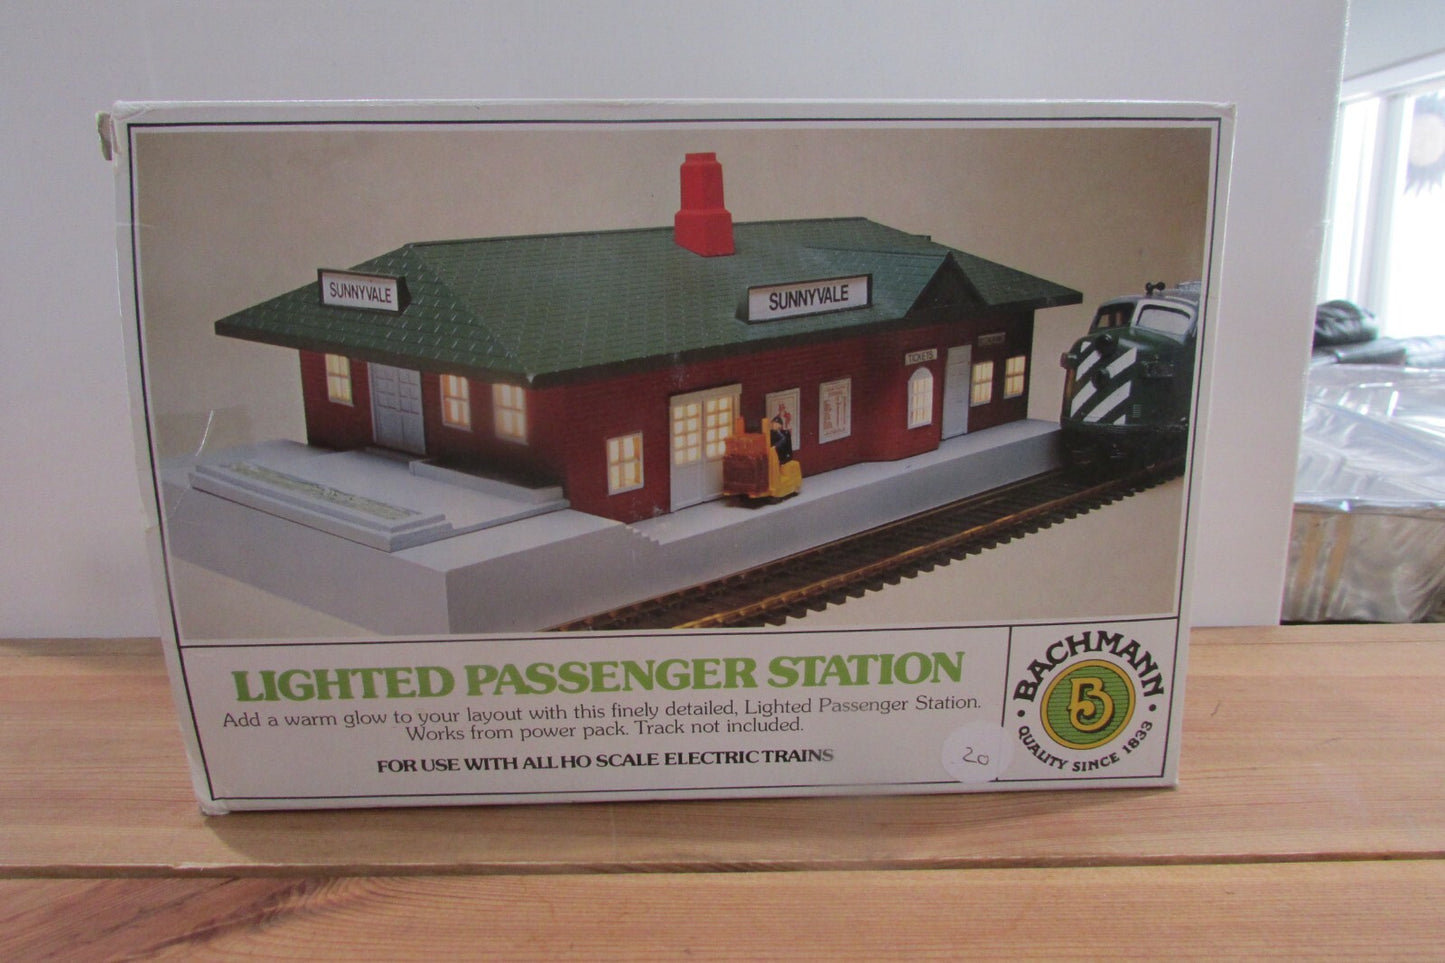 SUNNYVALE
SUNNYVALE
TICKETS
LIGHTED PASSENGER STATION
Add a warm glow to your layout with this finely detailed, Lighted Passenger Station.
Works from power pack. Track not included.
FOR USE WITH ALL HO SCALE ELECTRIC TRAINS
20
BACHMANN
B
• QUALITY SINCE 1833 •